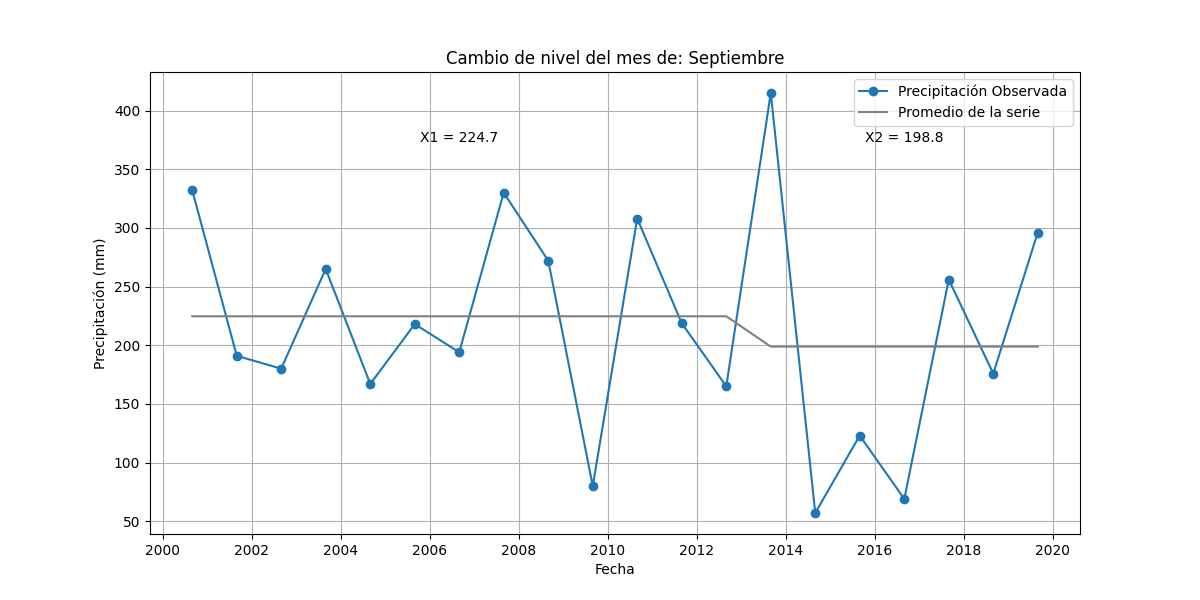 Cambio de nivel del mes de: Septiembre
Precipitación Observada
Promedio de la serie
X1 = 224.7
X2 = 198.8
Precipitación (mm)
400
350
300
250
200
150
100
50
2000 2002 2004 2006 2008 2010 2012 2014 2016 2018 2020
Fecha